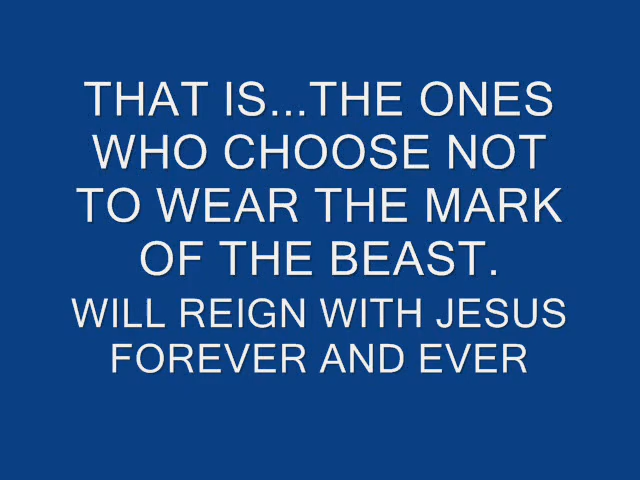 THAT IS...THE ONES
WHO CHOOSE NOT
TO WEAR THE MARK
OF THE BEAST.
WILL REIGN WITH JESUS
FOREVER AND EVER